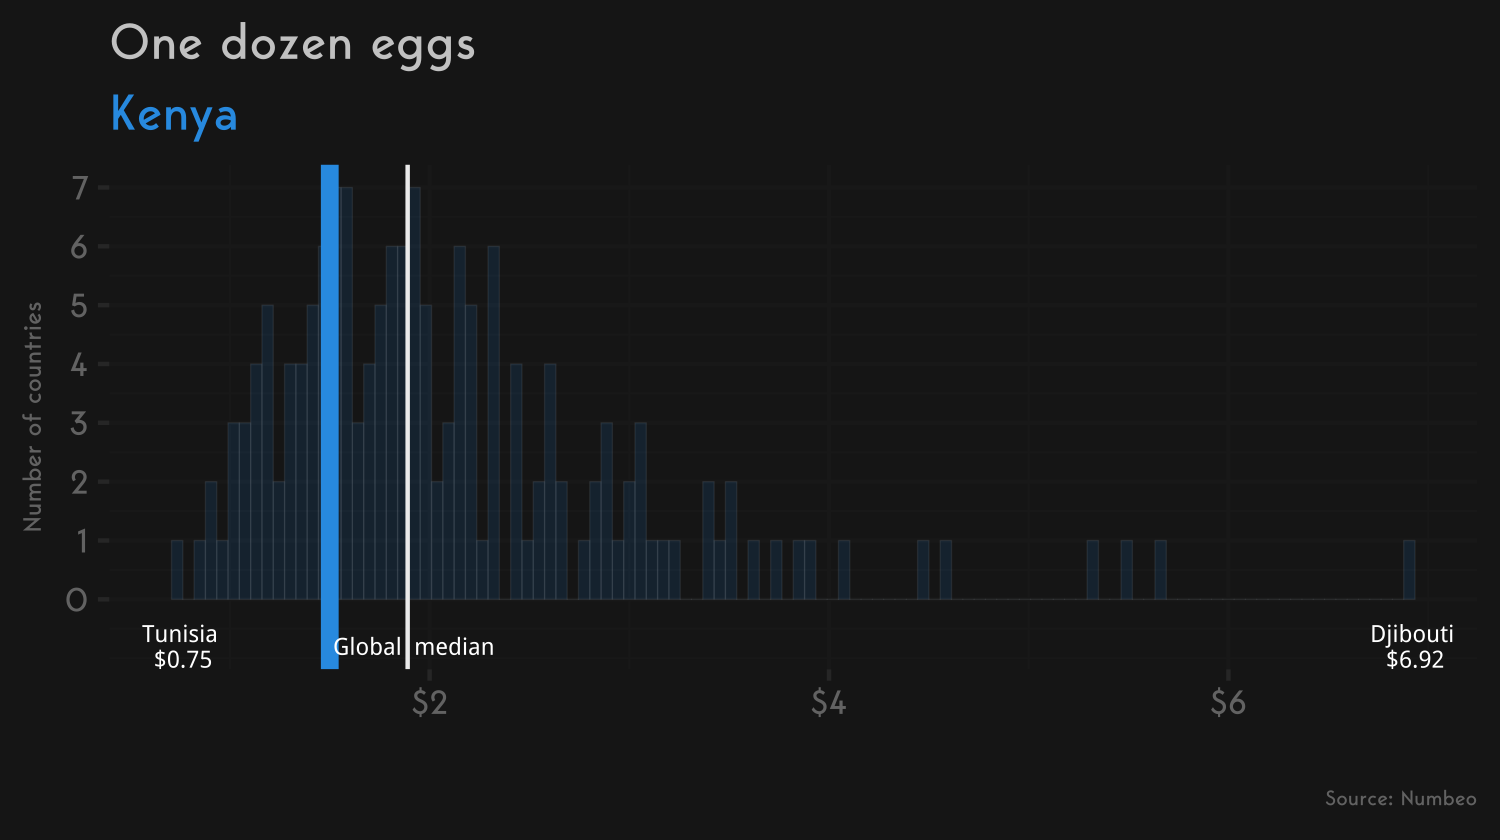 One dozen eggs
Kenya
Number of countries
7
6
5
4
3
2
1
0
Tunisia
$0.75
Global median
Djibouti
$6.92
$2 $4 $6
Source: Numbeo